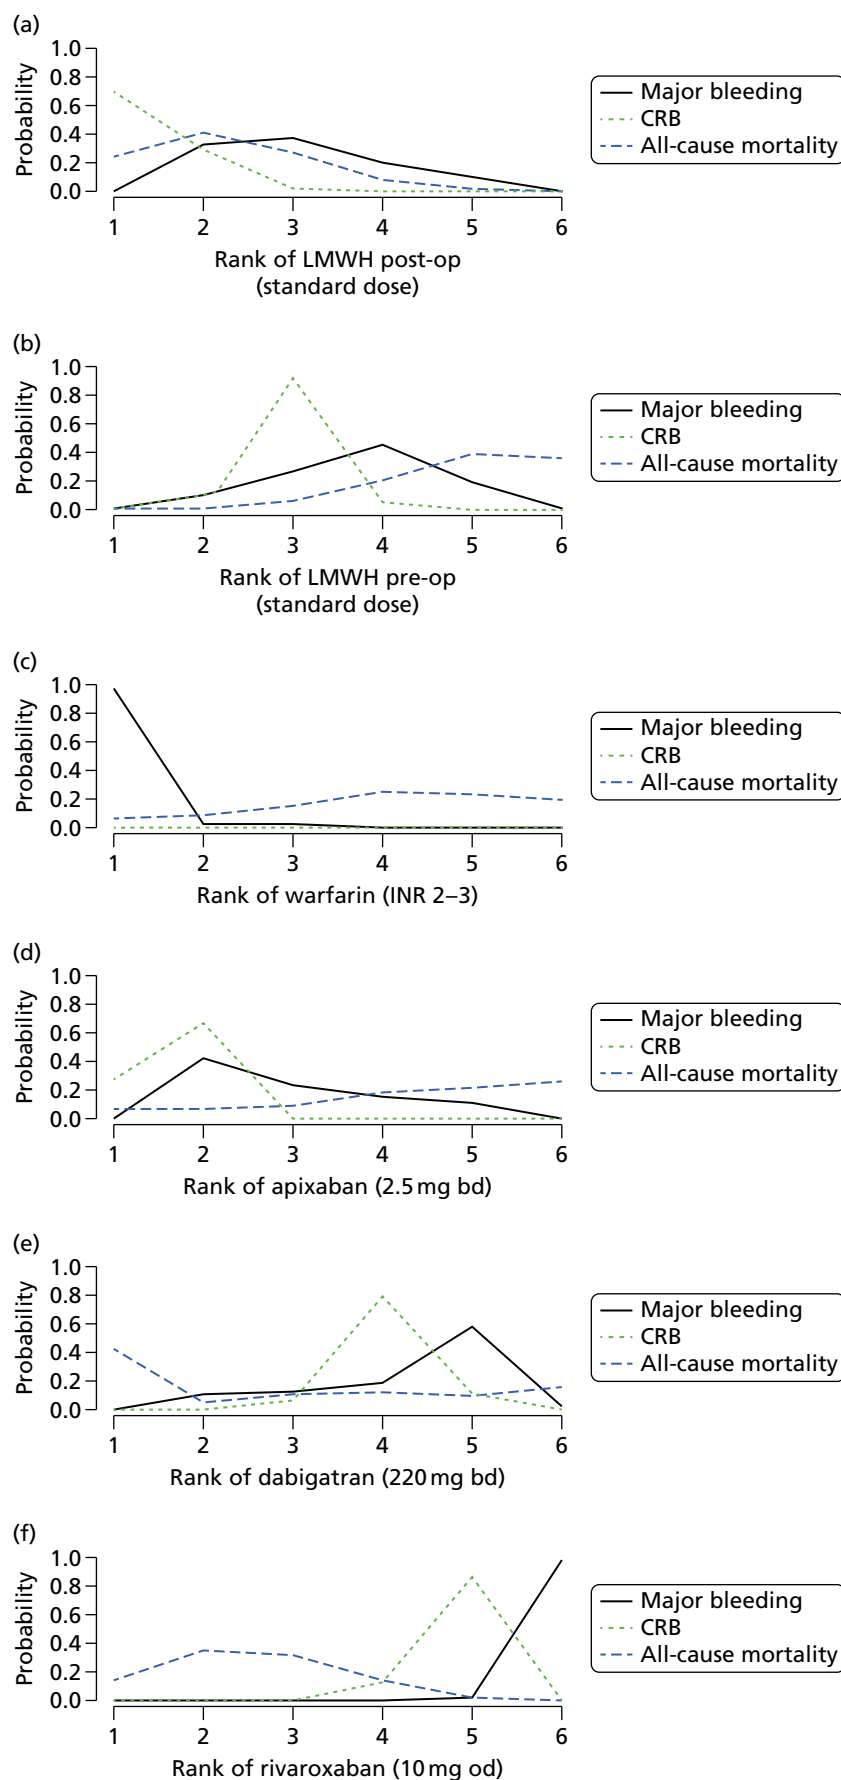 (a)
1.0
0.8
0.6
0.4
0.2
0.0
Probability
1 2 3 4 5 6
Rank of LMWH post-op
(standard dose)
Major bleeding
CRB
All-cause mortality
(b)
1.0
0.8
0.6
0.4
0.2
0.0
Probability
1 2 3 4 5 6
Rank of LMWH pre-op
(standard dose)
Major bleeding
CRB
All-cause mortality
(c)
1.0
0.8
0.6
0.4
0.2
0.0
Probability
1 2 3 4 5 6
Rank of warfarin (INR 2–3)
Major bleeding
CRB
All-cause mortality
(d)
1.0
0.8
0.6
0.4
0.2
0.0
Probability
1 2 3 4 5 6
Rank of apixaban (2.5 mg bd)
Major bleeding
CRB
All-cause mortality
(e)
1.0
0.8
0.6
0.4
0.2
0.0
Probability
1 2 3 4 5 6
Rank of dabigatran (220 mg bd)
Major bleeding
CRB
All-cause mortality
(f)
1.0
0.8
0.6
0.4
0.2
0.0
Probability
1 2 3 4 5 6
Rank of rivaroxaban (10 mg od)
Major bleeding
CRB
All-cause mortality